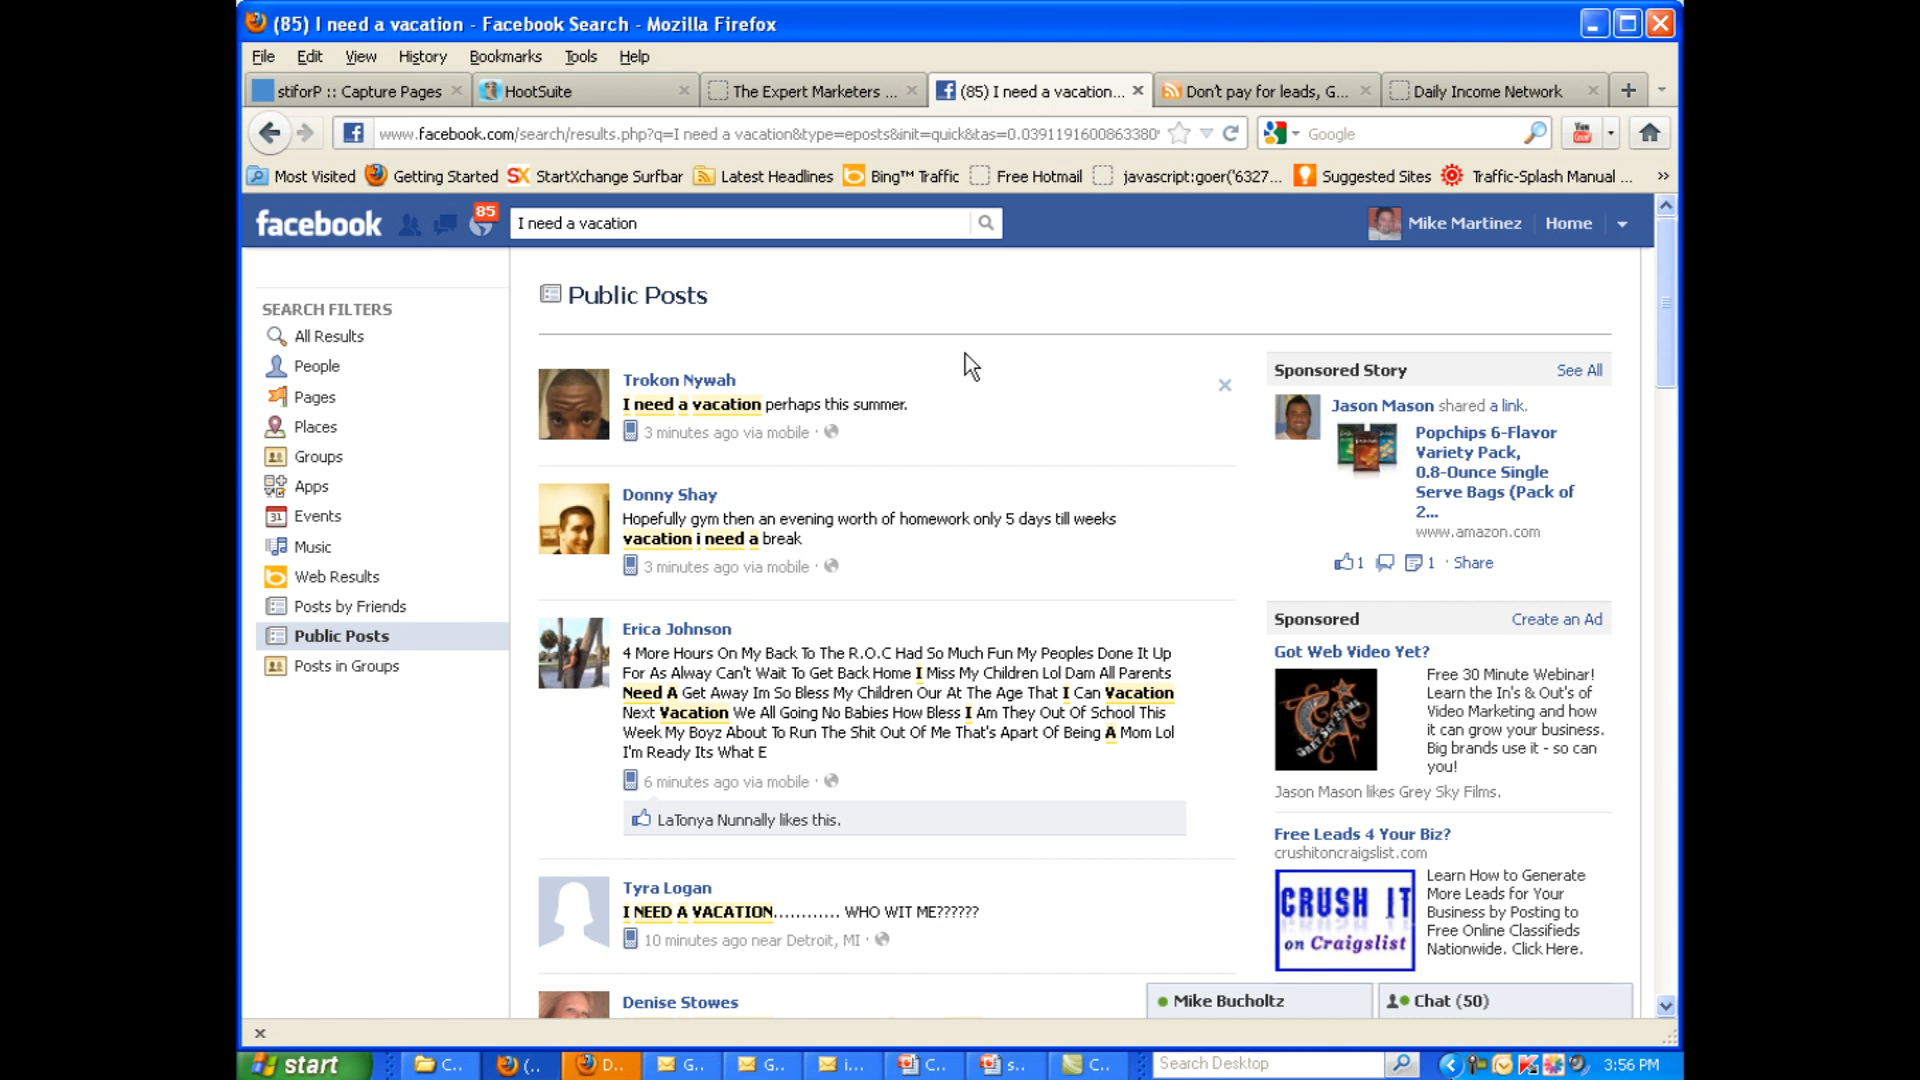 (85) I need a vacation - Facebook Search - Mozilla Firefox
File Edit View History Bookmarks Tools Help
stiforP :: Capture Pages
HootSuite
The Expert Marketers ...
(85) I need a vacation...
Don't pay for leads, G...
Daily Income Network
www.facebook.com/search/results.php?q=I need a vacation&type=eposts&init=quick&tas=0.0391191600863380
Google
Most Visited Getting Started StartXchange Surfbar Latest Headlines Bing™ Traffic Free Hotmail javascript:goer('6327... Suggested Sites Traffic-Splash Manual ...
facebook
85
I need a vacation
Mike Martinez
Home
SEARCH FILTERS
All Results
People
Pages
Places
Groups
Apps
31
Events
Music
Web Results
Posts by Friends
Public Posts
Posts in Groups
Public Posts
Trokon Nywah
I need a vacation perhaps this summer.
3 minutes ago via mobile ·
Donny Shay
Hopefully gym then an evening worth of homework only 5 days till weeks
vacation i need a break
3 minutes ago via mobile ·
Erica Johnson
4 More Hours On My Back To The R.O.C Had So Much Fun My Peoples Done It Up
For As Alway Can't Wait To Get Back Home I Miss My Children Lol Dam All Parents
Need A Get Away Im So Bless My Children Our At The Age That I Can Vacation
Next Vacation We All Going No Babies How Bless I Am They Out Of School This
Week My Boyz About To Run The Shit Out Of Me That's Apart Of Being A Mom Lol
I'm Ready Its What E
6 minutes ago via mobile ·
LaTonya Nunnally likes this.
Tyra Logan
I NEED A VACATION............ WHO WIT ME??????
10 minutes ago near Detroit, MI ·
Denise Stowes
Sponsored Story
See All
Jason Mason shared a link.
Popchips 6-Flavor
Variety Pack,
0.8-Ounce Single
Serve Bags (Pack of
2...
www.amazon.com
1 1 · Share
Sponsored
Create an Ad
Got Web Video Yet?
GREY SKY FILMS
Free 30 Minute Webinar!
Learn the In's & Out's of
Video Marketing and how
it can grow your business.
Big brands use it - so can
you!
Jason Mason likes Grey Sky Films.
Free Leads 4 Your Biz?
crushitoncraigslist.com
CRUSH IT
on Craigslist
Learn How to Generate
More Leads for Your
Business by Posting to
Free Online Classifieds
Nationwide. Click Here.
Mike Bucholtz
Chat (50)
x
start
C...
(..
D...
G..
G..
i...
C...
s..
C...
Search Desktop
3:56 PM